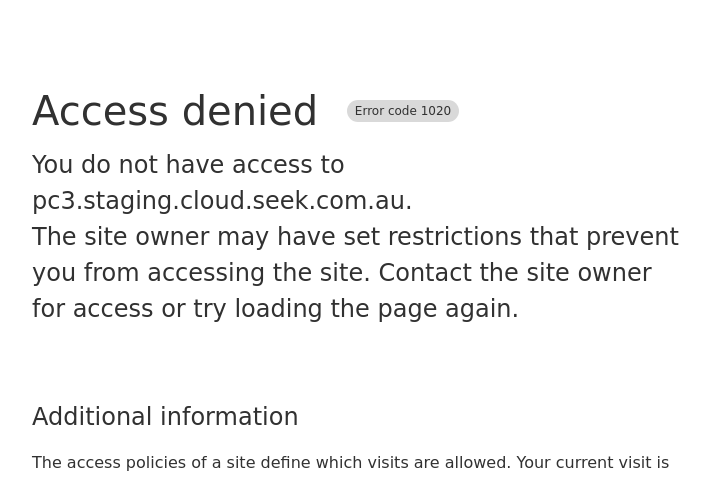 Access denied Error code 1020
You do not have access to
pc3.staging.cloud.seek.com.au.
The site owner may have set restrictions that prevent
you from accessing the site. Contact the site owner
for access or try loading the page again.
Additional information
The access policies of a site define which visits are allowed. Your current visit is